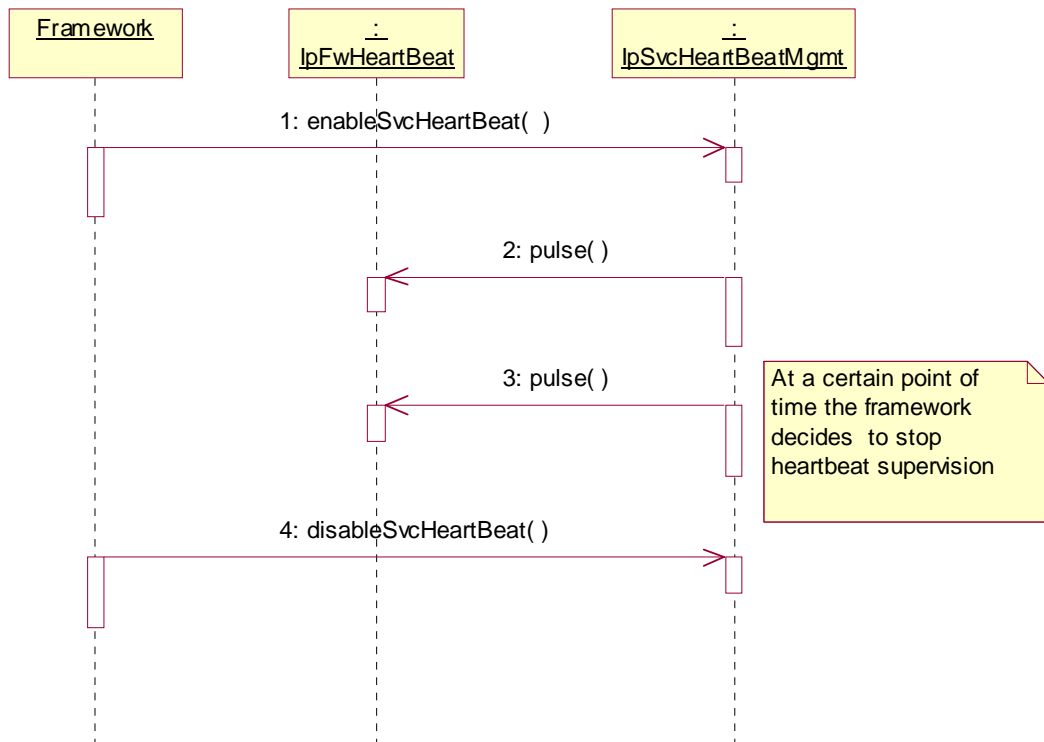 Framework
:
IpFwHeartBeat
:
IpSvcHeartBeatMgmt
1: enableSvcHeartBeat( )
2: pulse( )
3: pulse( )
At a certain point of
time the framework
decides to stop
heartbeat supervision
4: disableSvcHeartBeat( )